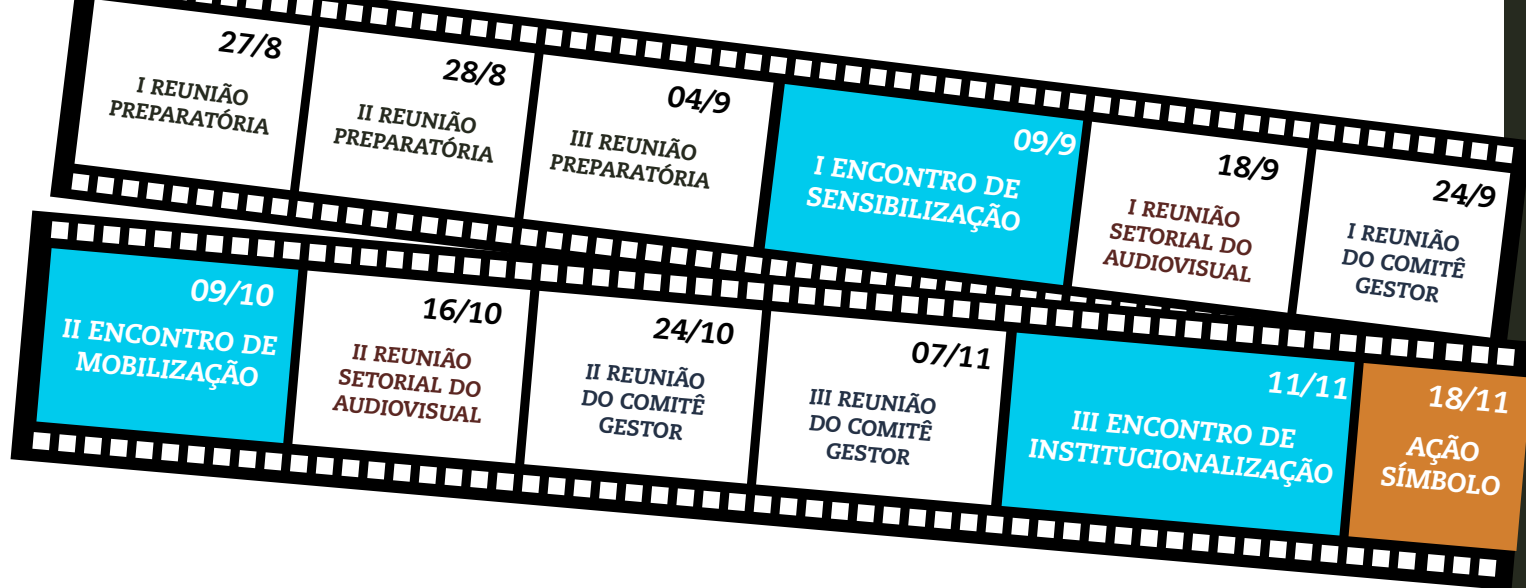 27/8
I REUNIÃO
PREPARATÓRIA
28/8
II REUNIÃO
PREPARATÓRIA
04/9
III REUNIÃO
PREPARATÓRIA
09/9
I ENCONTRO DE
SENSIBILIZAÇÃO
18/9
I REUNIÃO
SETORIAL DO
AUDIOVISUAL
24/9
I REUNIÃO
DO COMITÊ
GESTOR
09/10
II ENCONTRO DE
MOBILIZAÇÃO
16/10
II REUNIÃO
SETORIAL DO
AUDIOVISUAL
24/10
II REUNIÃO
DO COMITÊ
GESTOR
07/11
III REUNIÃO
DO COMITÊ
GESTOR
11/11
III ENCONTRO DE
INSTITUCIONALIZAÇÃO
18/11
AÇÃO
SÍMBOLO